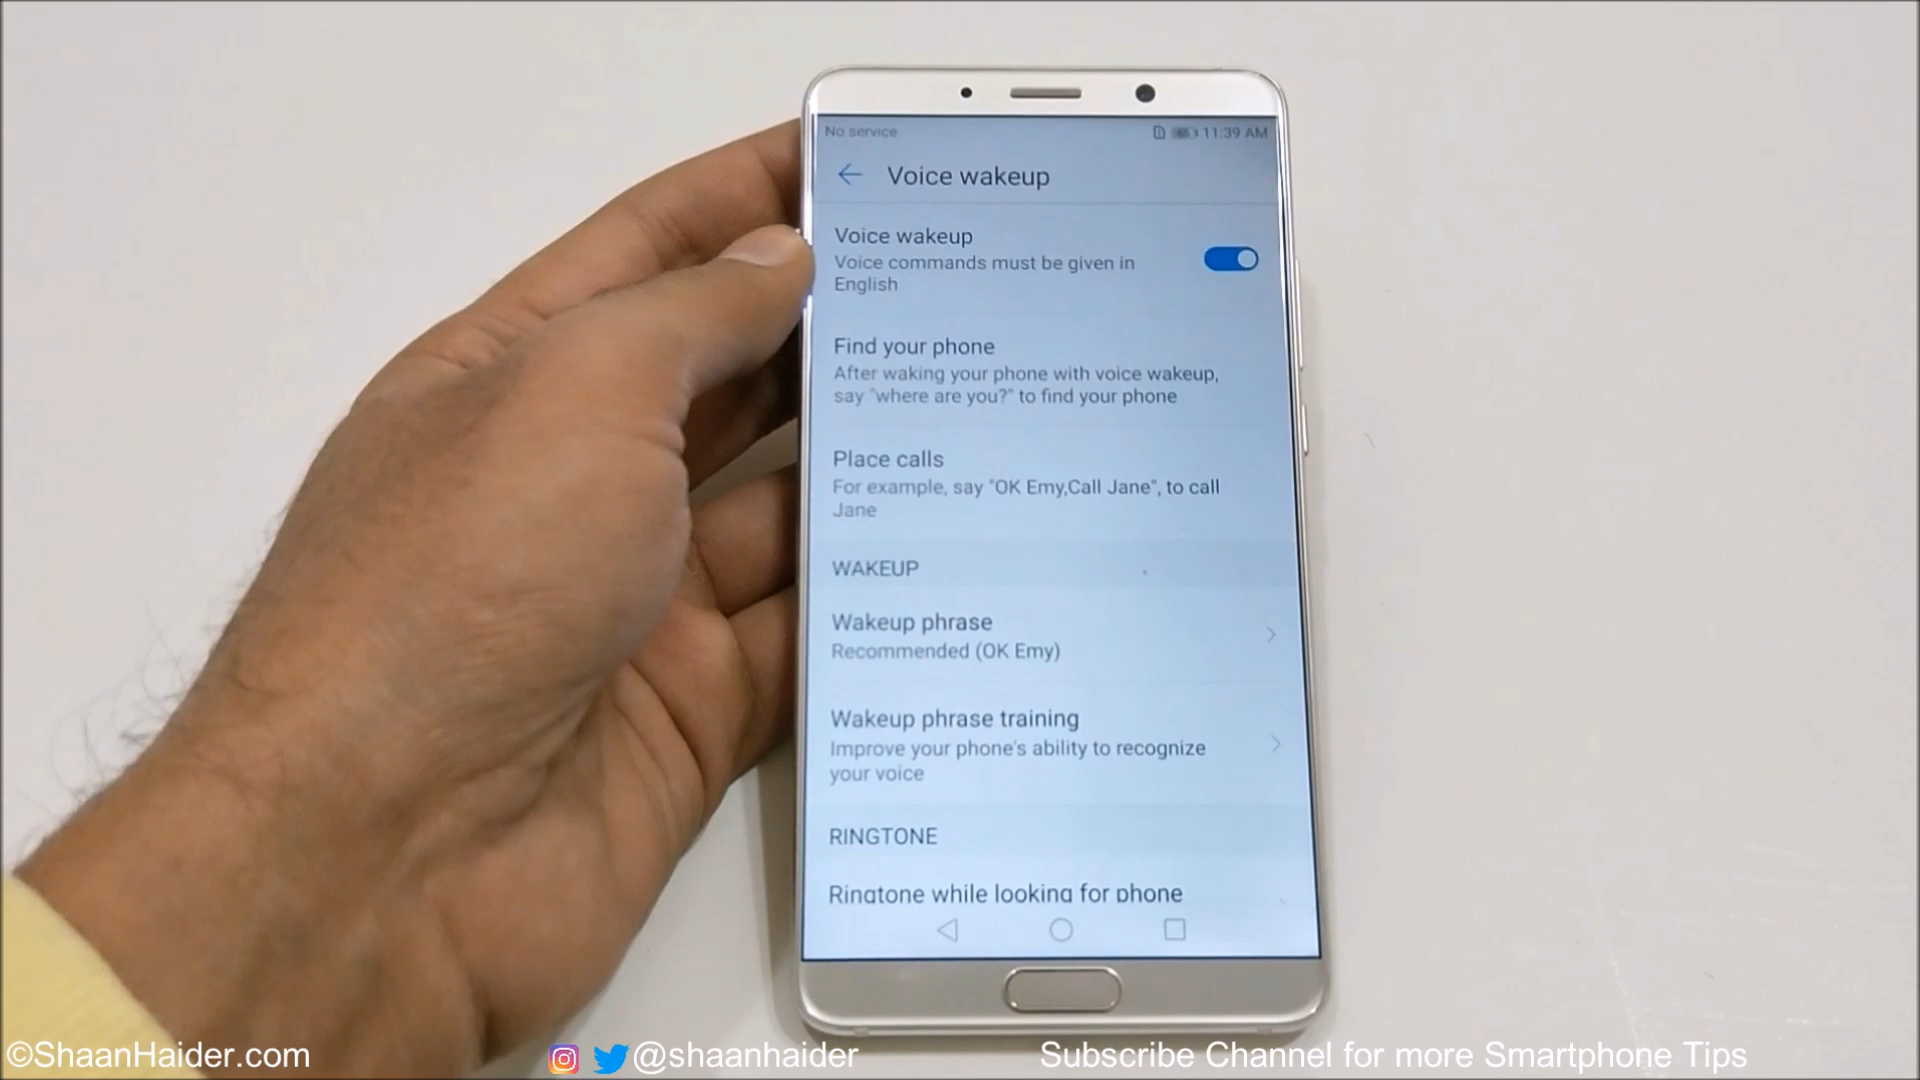 No service
11:39 AM
Voice wakeup
Voice wakeup
Voice commands must be given in
English
Find your phone
After waking your phone with voice wakeup,
say "where are you?" to find your phone
Place calls
For example, say "OK Emy,Call Jane", to call
Jane
WAKEUP
Wakeup phrase
Recommended (OK Emy)
Wakeup phrase training
Improve your phone's ability to recognize
your voice
RINGTONE
Ringtone while looking for phone
©ShaanHaider.com
@shaanhaider
Subscribe Channel for more Smartphone Tips